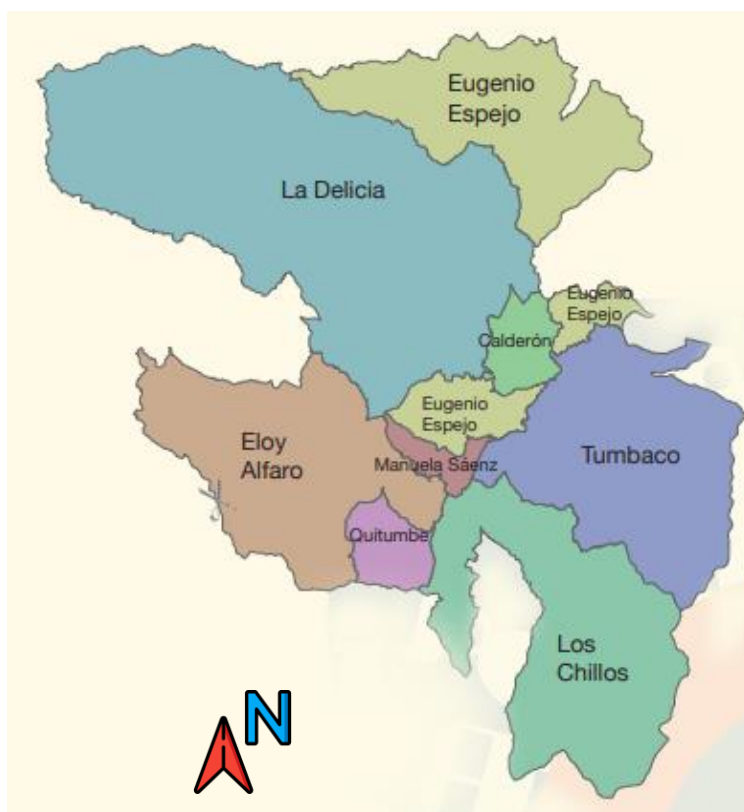 Eugenio
Espejo
La Delicia
Eugenio
Espejo
Calderón
Eugenio
Espejo
Eloy
Alfaro
Manuela Sáenz
Tumbaco
Quitumbe
Los
Chillos
N